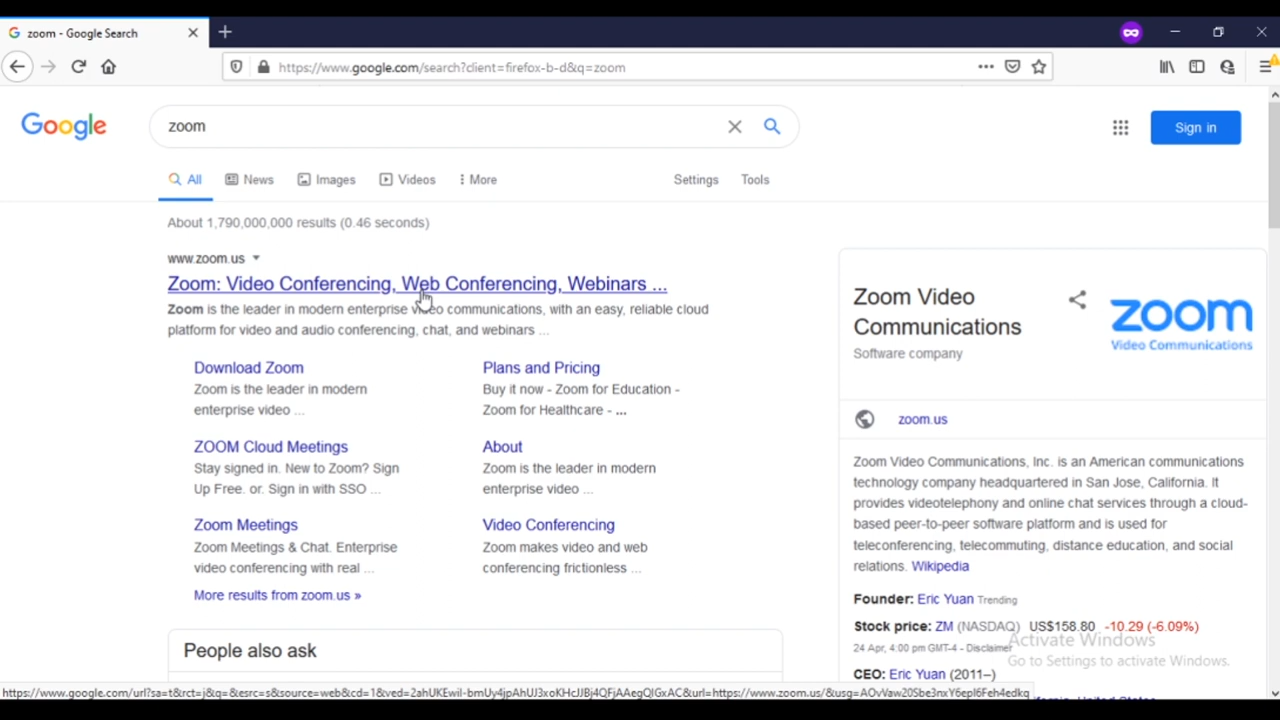 zoom - Google Search
https://www.google.com/search?client=firefox-b-d&q=zoom
Google
zoom
Sign in
All
News
Images
Videos
More
Settings
Tools
About 1,790,000,000 results (0.46 seconds)
www.zoom.us
Zoom: Video Conferencing, Web Conferencing, Webinars ...
Zoom is the leader in modern enterprise video communications, with an easy, reliable cloud
platform for video and audio conferencing, chat, and webinars ...
Download Zoom
Zoom is the leader in modern
enterprise video ...
Plans and Pricing
Buy it now - Zoom for Education -
Zoom for Healthcare - ...
ZOOM Cloud Meetings
Stay signed in. New to Zoom? Sign
Up Free. or. Sign in with SSO ...
About
Zoom is the leader in modern
enterprise video ...
Zoom Meetings
Zoom Meetings & Chat. Enterprise
video conferencing with real ...
Video Conferencing
Zoom makes video and web
conferencing frictionless ...
More results from zoom.us »
People also ask
Zoom Video
Communications
Software company
zoom
Video Communications
zoom.us
Zoom Video Communications, Inc. is an American communications
technology company headquartered in San Jose, California. It
provides videotelephony and online chat services through a cloud-
based peer-to-peer software platform and is used for
teleconferencing, telecommuting, distance education, and social
relations. Wikipedia
Founder: Eric Yuan Trending
Stock price: ZM (NASDAQ) US$158.80 -10.29 (-6.09%)
24 Apr, 4:00 pm GMT-4 - Disclaimer
CEO: Eric Yuan (2011–)
Activate Windows
Go to Settings to activate Windows.